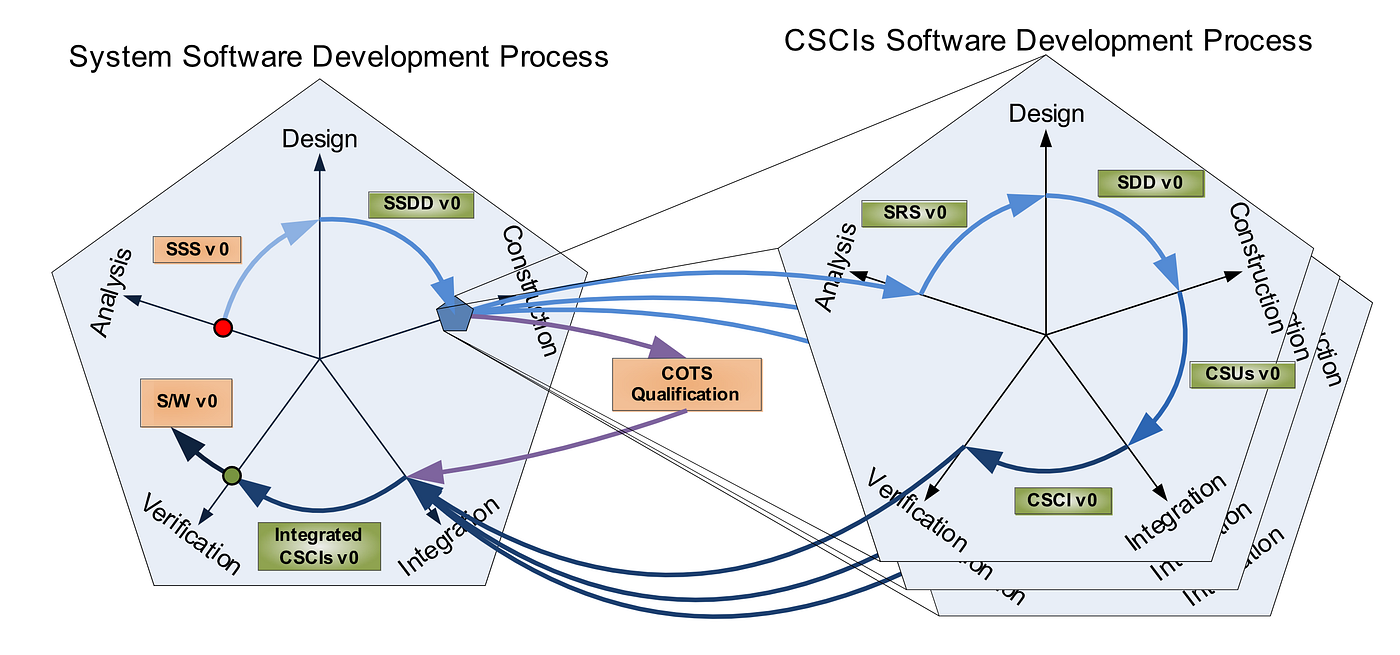 System Software Development Process
CSCIs Software Development Process
Design
SSDD v0
SSS v 0
Analysis
Construction
S/W v0
Verification
Integrated
CSCIs v0
Integration
COTS
Qualification
Design
SDD v0
SRS v0
Analysis
Construction
CSUs v0
CSCI v0
Verification
Integration